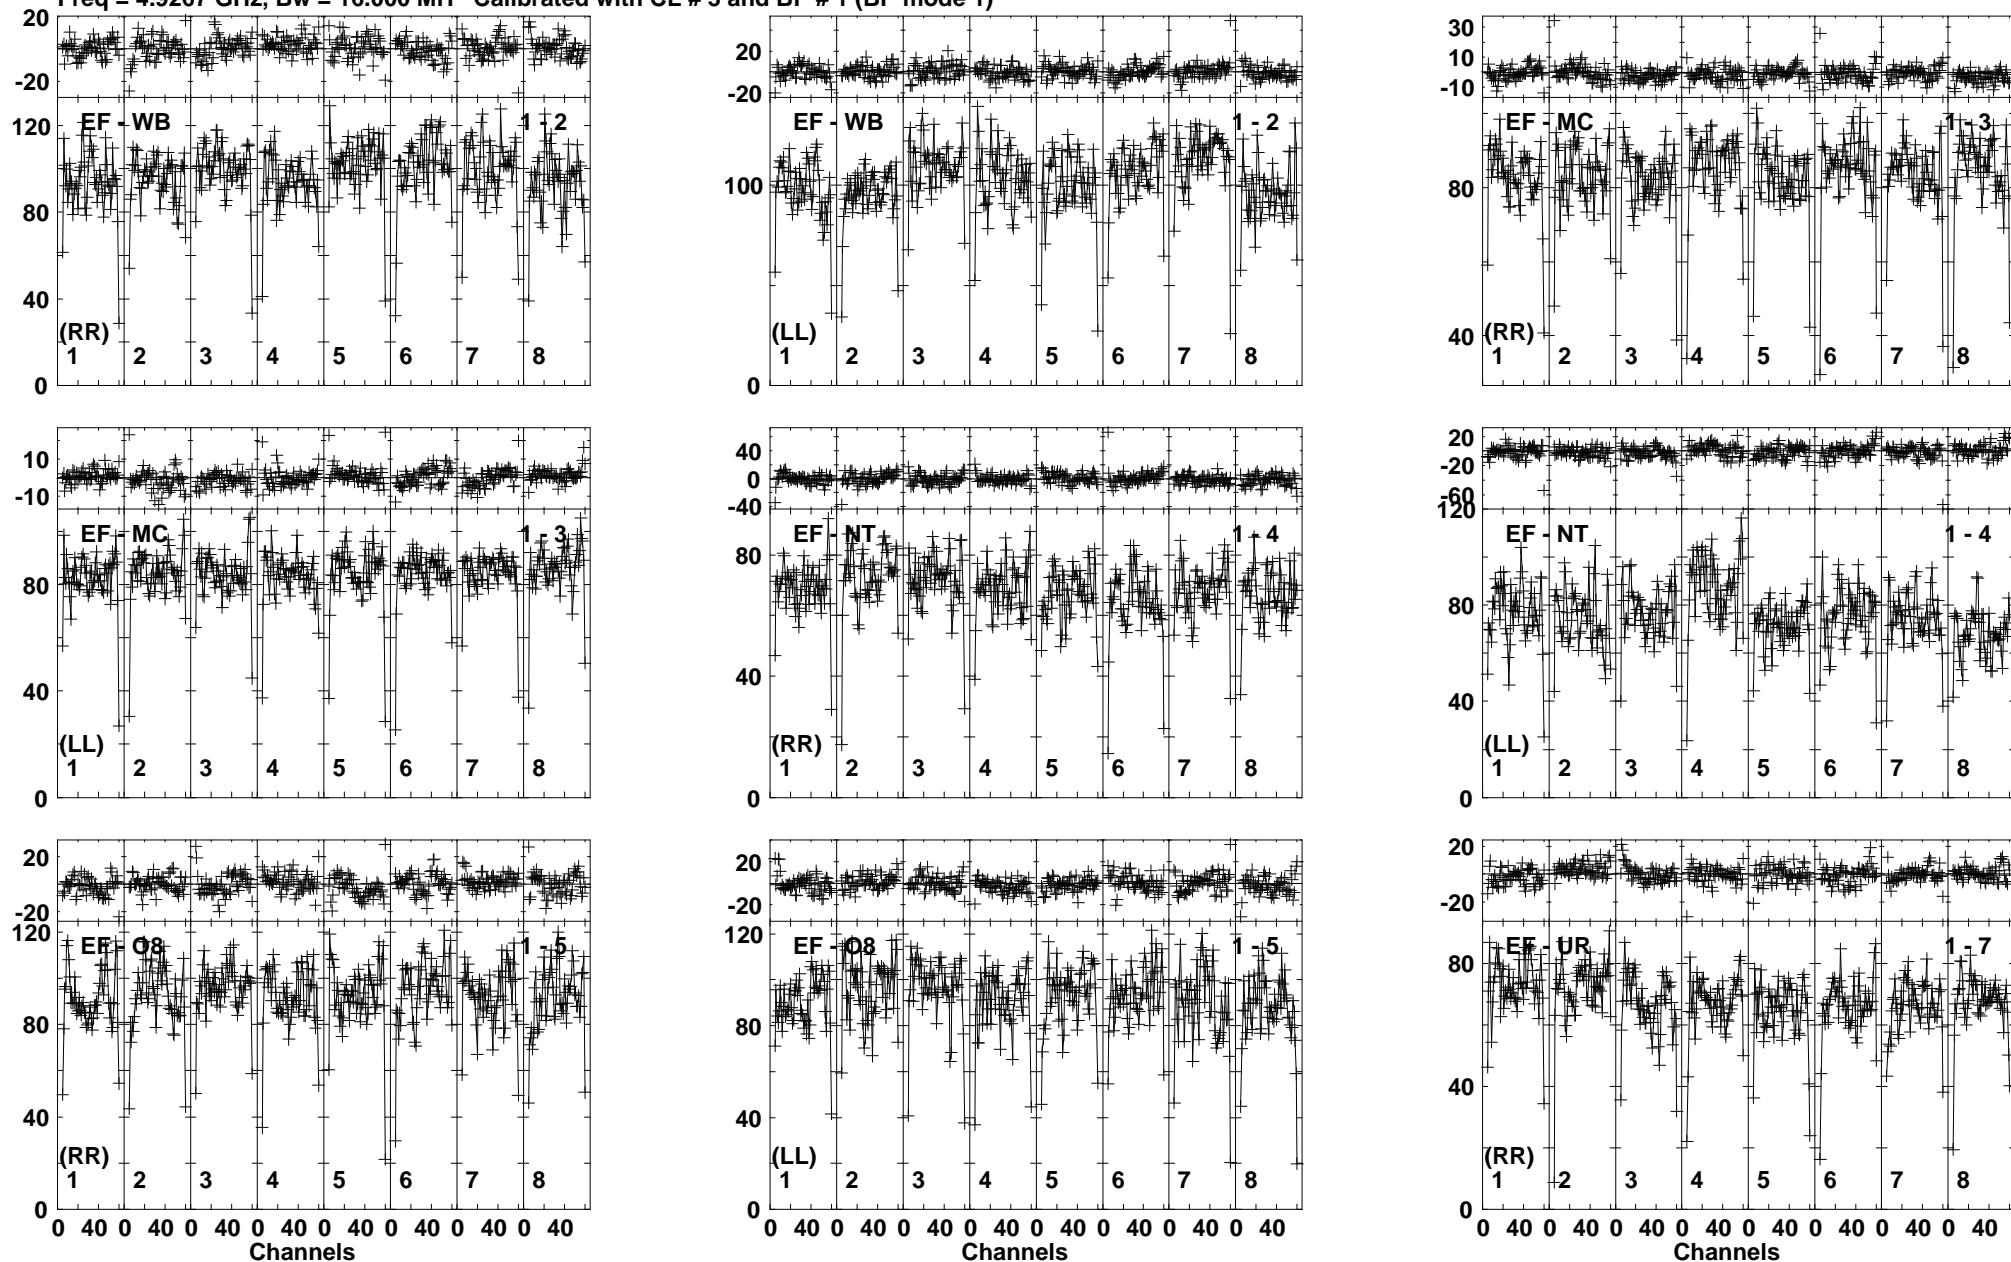 Freq = 4.9267 GHz, Bw = 16.000 MH Calibrated with CL # 3 and BP # 1 (BP mode 1)
20 -20 20 -20 30 10 -10
EF - WB 1 - 2 EF - WB 1 - 2 EF - MC 1 - 3
120 80 40 0 100 0 80 40
(RR) (LL) (RR)
1 2 3 4 5 6 7 8 1 2 3 4 5 6 7 8 1 2 3 4 5 6 7 8
10 -10 40 0 -40 20 -20 -60
EF - MC 1 - 3 EF - NT 1 - 4 EF - NT 1 - 4
80 40 0 80 40 0 120 80 40 0
(LL) (RR) (LL)
1 2 3 4 5 6 7 8 1 2 3 4 5 6 7 8 1 2 3 4 5 6 7 8
20 -20 20 -20 20 -20
EF - O8 1 - 5 EF - O8 1 - 5 EF - UR 1 - 7
120 80 40 0 120 80 40 0 80 40 0
(RR) (LL) (RR)
1 2 3 4 5 6 7 8 1 2 3 4 5 6 7 8 1 2 3 4 5 6 7 8
0 40 0 40 0 40 0 40 0 40 0 40 0 40 0 40 0 40 0 40 0 40 0 40 0 40 0 40 0 40 0 40 0 40 0 40 0 40 0 40 0 40 0 40 0 40 0 40
Channels Channels Channels